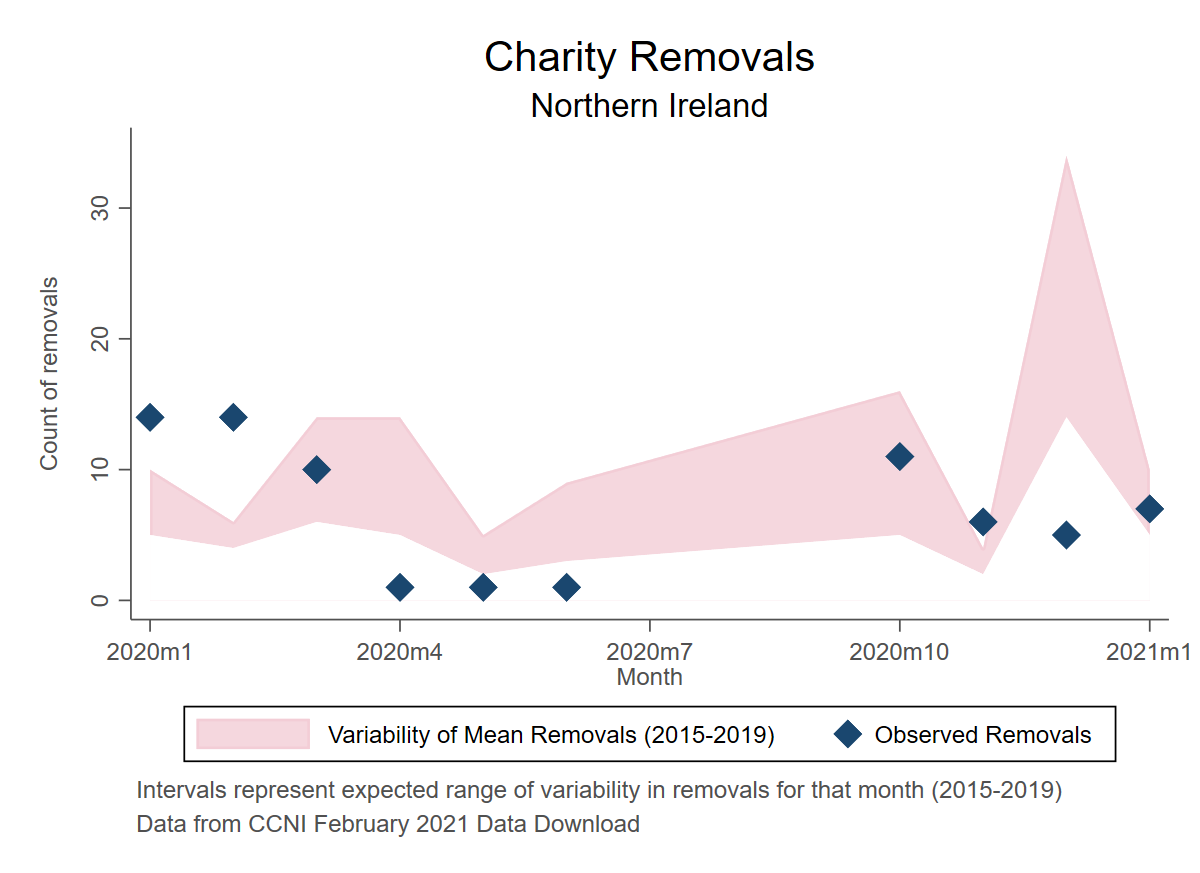 Charity Removals
Northern Ireland
Count of removals
30
20
10
0
2020m1 2020m4 2020m7 2020m10 2021m1
Month
Variability of Mean Removals (2015-2019) Observed Removals
Intervals represent expected range of variability in removals for that month (2015-2019)
Data from CCNI February 2021 Data Download